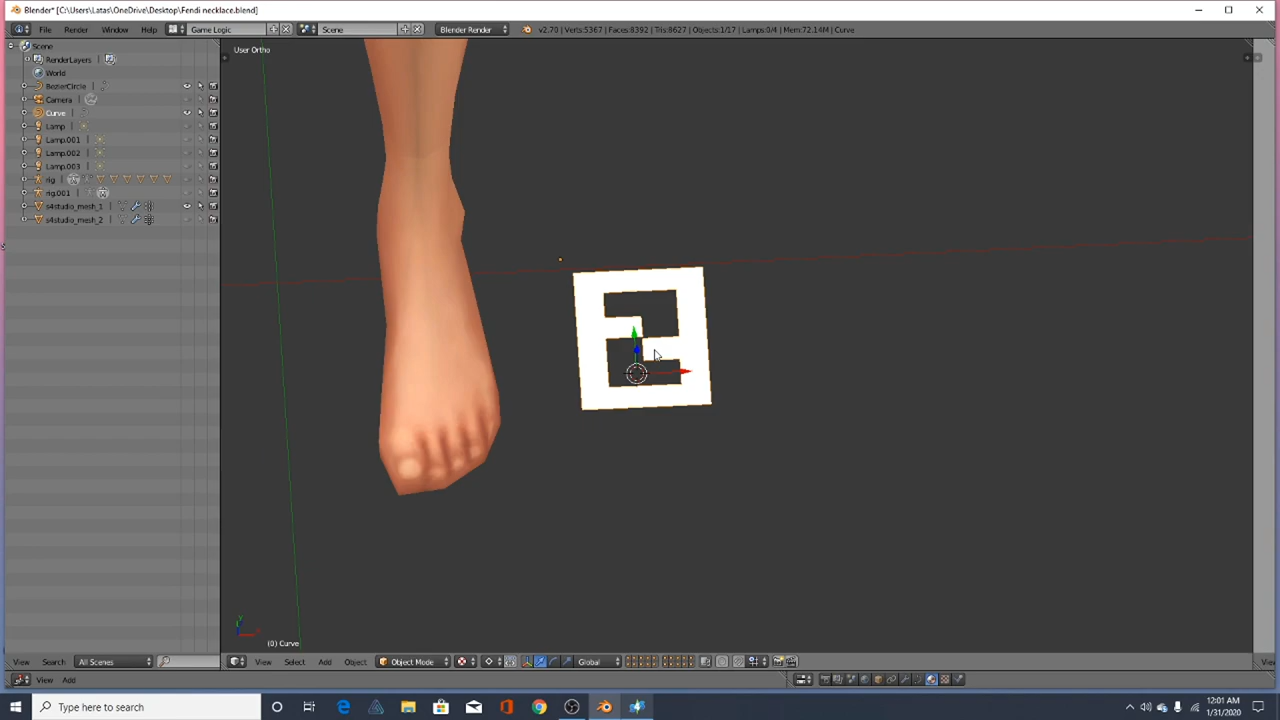 Blender* [C:\Users\Latas\OneDrive\Desktop\Fendi necklace.blend]
File Render Window Help Game Logic Scene Blender Render v2.70 | Verts:5367 | Faces:8392 | Tris:8627 | Objects:1/17 | Lamps:0/4 | Mem:72.14M | Curve
Scene
RenderLayers
World
BezierCircle
Camera
Curve
Lamp
Lamp.001
Lamp.002
Lamp.003
rig
rig.001
s4studio_mesh_1
s4studio_mesh_2
User Ortho
(0) Curve
View Search All Scenes
View Select Add Object Object Mode Global
View Add
Type here to search
12:01 AM
1/31/2020